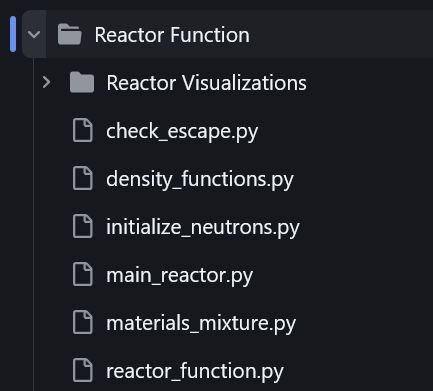 Reactor Function
Reactor Visualizations
check_escape.py
density_functions.py
initialize_neutrons.py
main_reactor.py
materials_mixture.py
reactor_function.py